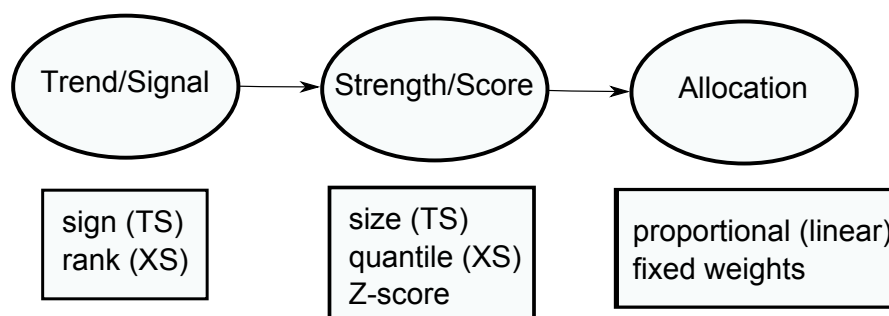 Trend/Signal
Strength/Score
Allocation
sign (TS)
rank (XS)
size (TS)
quantile (XS)
Z-score
proportional (linear)
fixed weights